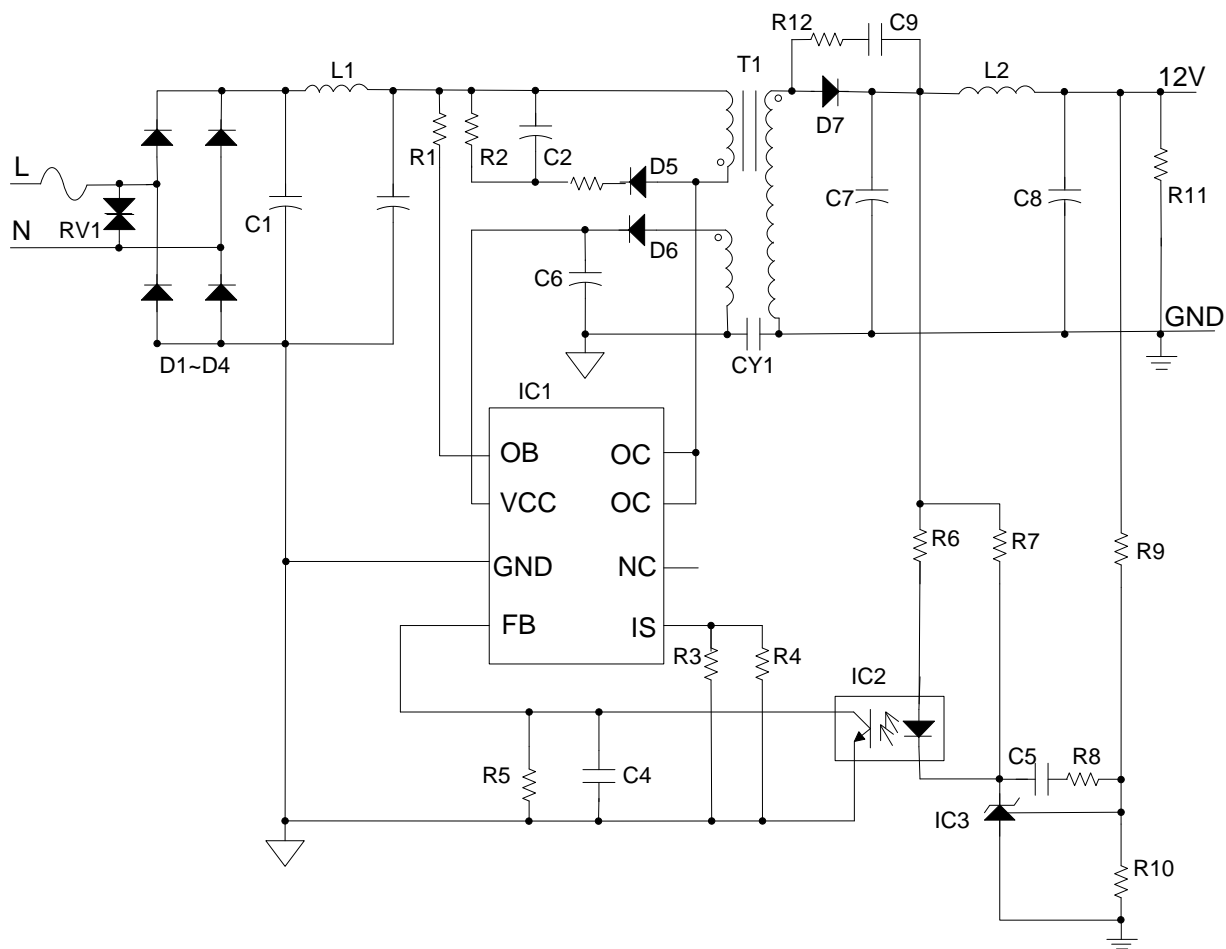 R12
C9
L1
T1
L2
12V
D7
R1
R2
C2
D5
L
C1
C7
C8
R11
N
RV1
D6
C6
GND
D1~D4
CY1
IC1
OB
OC
VCC
OC
R6
R7
R9
GND
NC
FB
IS
R3
R4
IC2
R5
C4
C5
R8
IC3
R10